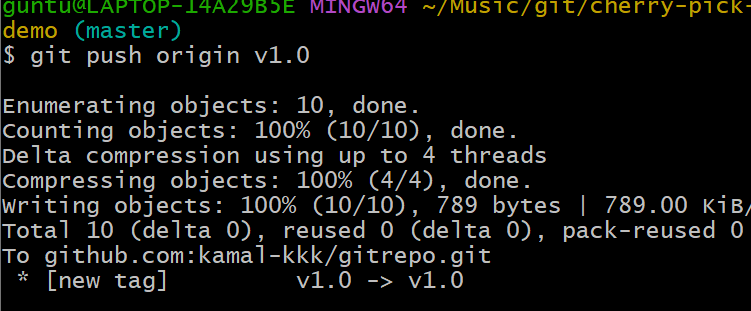 guntu@LAPTOP-I4A29B5E MINGW64 ~/Music/git/cherry-pick-
demo (master)
$ git push origin v1.0
Enumerating objects: 10, done.
Counting objects: 100% (10/10), done.
Delta compression using up to 4 threads
Compressing objects: 100% (4/4), done.
Writing objects: 100% (10/10), 789 bytes | 789.00 KiB/
Total 10 (delta 0), reused 0 (delta 0), pack-reused 0
To github.com:kamal-kkk/gitrepo.git
 * [new tag]         v1.0 -> v1.0